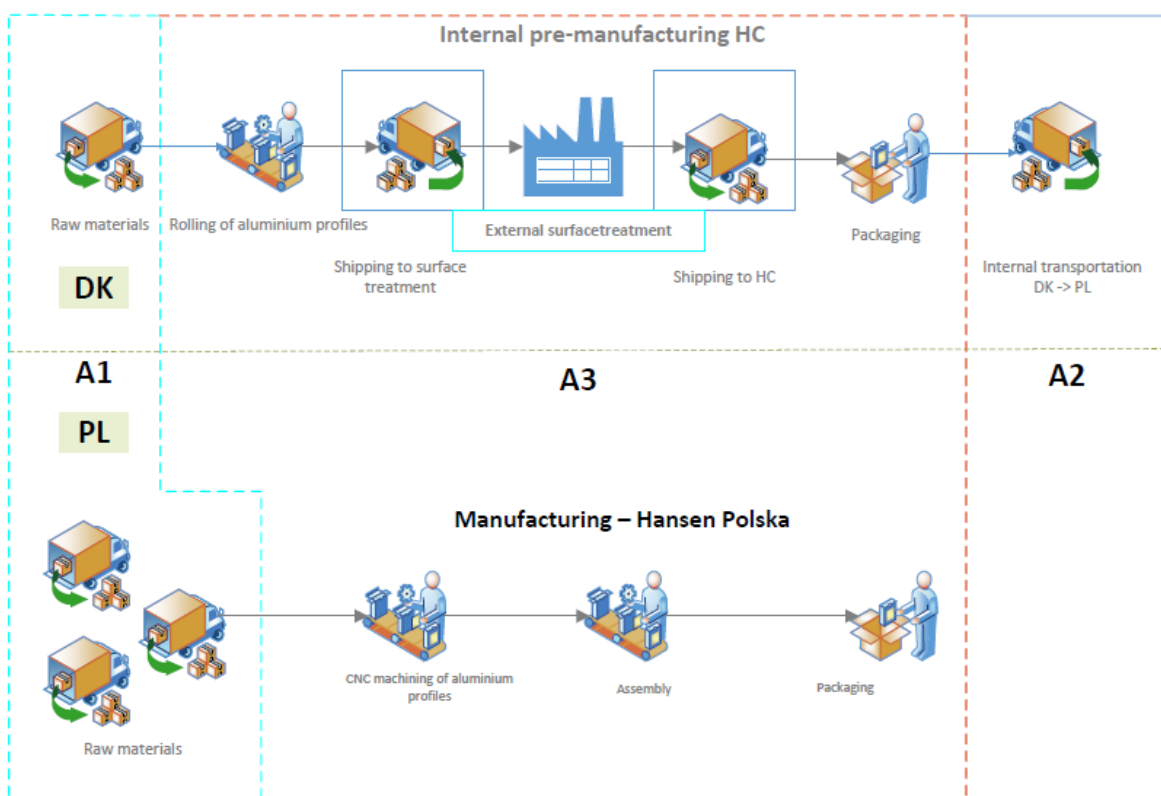 Internal pre-manufacturing HC
Raw materials
Rolling of aluminium profiles
External surfacetreatment
Packaging
Shipping to surface
treatment
Shipping to HC
Internal transportation
DK -> PL
DK
A1
A3
A2
PL
Manufacturing – Hansen Polska
CNC machining of aluminium
profiles
Assembly
Packaging
Raw materials